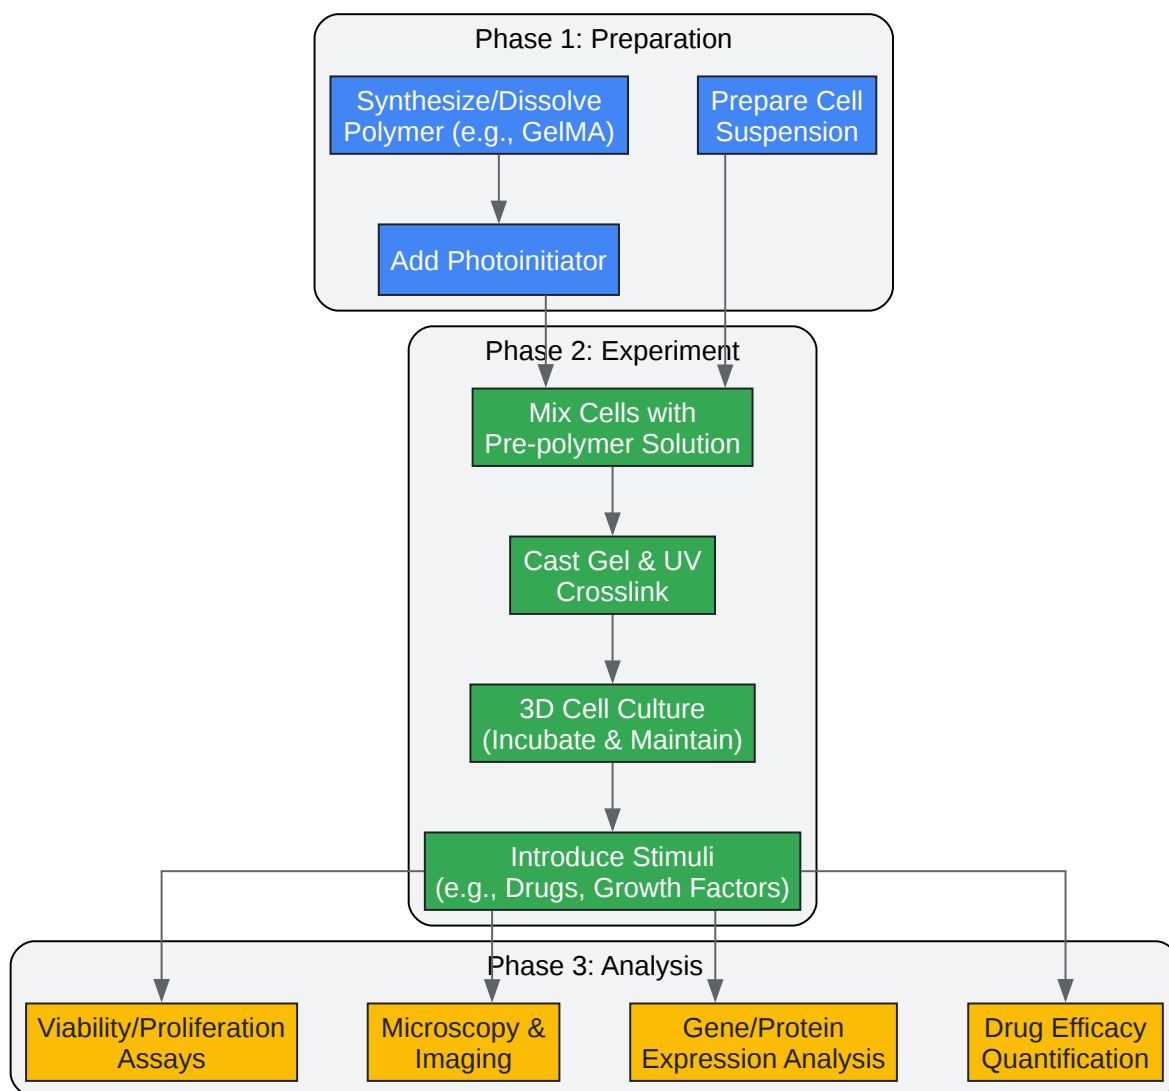 Phase 1: Preparation
Synthesize/Dissolve
Polymer (e.g., GelMA)
Prepare Cell
Suspension
Add Photoinitiator
Phase 2: Experiment
Mix Cells with
Pre-polymer Solution
Cast Gel & UV
Crosslink
3D Cell Culture
(Incubate & Maintain)
Introduce Stimuli
(e.g., Drugs, Growth Factors)
Phase 3: Analysis
Viability/Proliferation
Assays
Microscopy &
Imaging
Gene/Protein
Expression Analysis
Drug Efficacy
Quantification